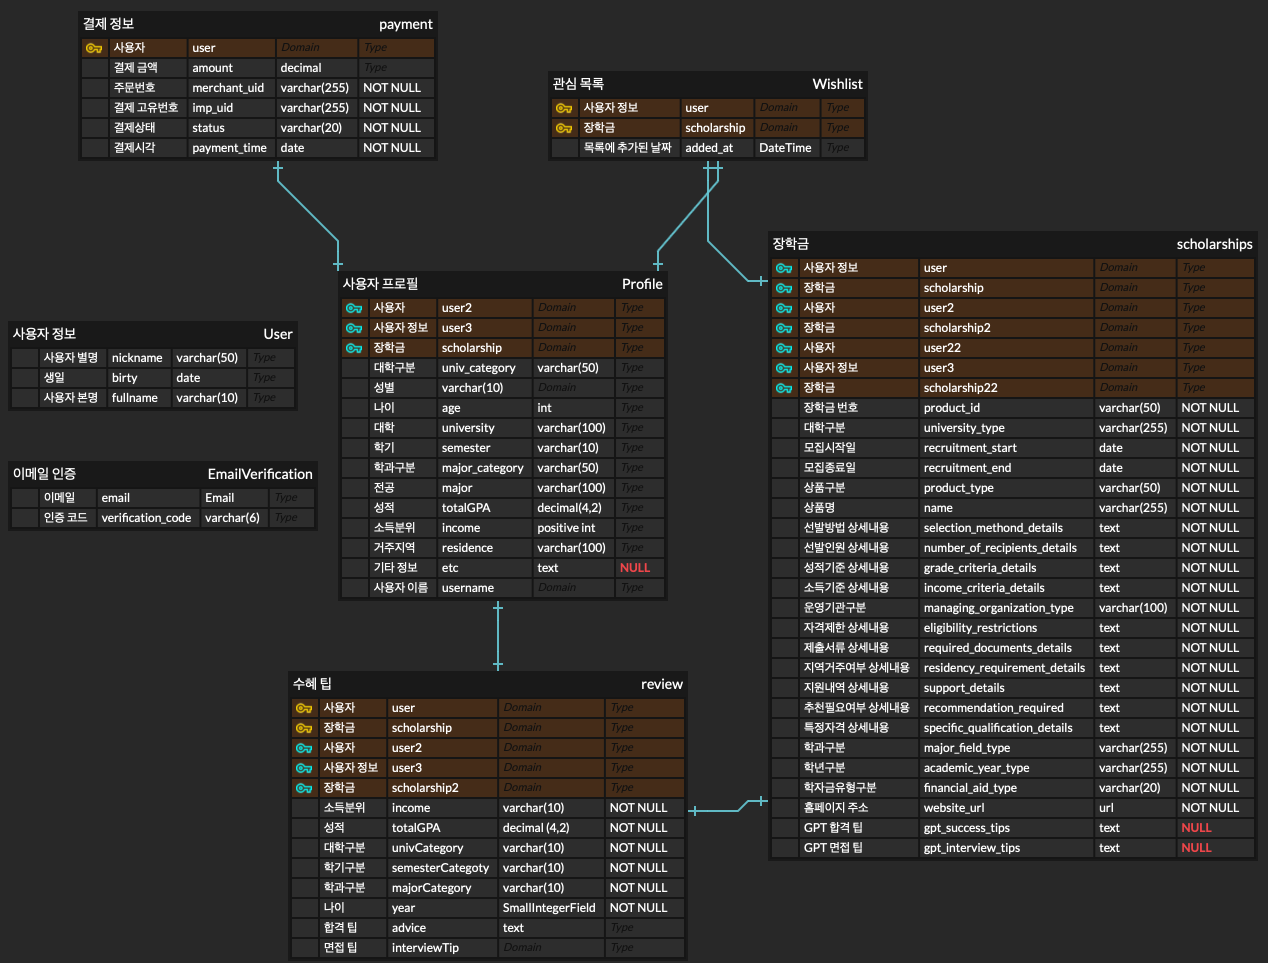 결제 정보 payment
사용자 user Domain Type
결제 금액 amount decimal Type
주문번호 merchant_uid varchar(255) NOT NULL
결제 고유번호 imp_uid varchar(255) NOT NULL
결제상태 status varchar(20) NOT NULL
결제시각 payment_time date NOT NULL
관심 목록 Wishlist
사용자 정보 user Domain Type
장학금 scholarship Domain Type
목록에 추가된 날짜 added_at DateTime Type
사용자 정보 User
사용자 별명 nickname varchar(50) Type
생일 birty date Type
사용자 본명 fullname varchar(10) Type
이메일 인증 EmailVerification
이메일 email Email Type
인증 코드 verification_code varchar(6) Type
사용자 프로필 Profile
사용자 user2 Domain Type
사용자 정보 user3 Domain Type
장학금 scholarship Domain Type
대학구분 univ_category varchar(50) Type
성별 varchar(10) Domain Type
나이 age int Type
대학 university varchar(100) Type
학기 semester varchar(10) Type
학과구분 major_category varchar(50) Type
전공 major varchar(100) Type
성적 totalGPA decimal(4,2) Type
소득분위 income positive int Type
거주지역 residence varchar(100) Type
기타 정보 etc text NULL
사용자 이름 username Domain Type
장학금 scholarships
사용자 정보 user Domain Type
장학금 scholarship Domain Type
사용자 user2 Domain Type
장학금 scholarship2 Domain Type
사용자 user22 Domain Type
사용자 정보 user3 Domain Type
장학금 scholarship22 Domain Type
장학금 번호 product_id varchar(50) NOT NULL
대학구분 university_type varchar(255) NOT NULL
모집시작일 recruitment_start date NOT NULL
모집종료일 recruitment_end date NOT NULL
상품구분 product_type varchar(50) NOT NULL
상품명 name varchar(255) NOT NULL
선발방법 상세내용 selection_methond_details text NOT NULL
선발인원 상세내용 number_of_recipients_details text NOT NULL
성적기준 상세내용 grade_criteria_details text NOT NULL
소득기준 상세내용 income_criteria_details text NOT NULL
운영기관구분 managing_organization_type varchar(100) NOT NULL
자격제한 상세내용 eligibility_restrictions text NOT NULL
제출서류 상세내용 required_documents_details text NOT NULL
지역거주여부 상세내용 residency_requirement_details text NOT NULL
지원내역 상세내용 support_details text NOT NULL
추천필요여부 상세내용 recommendation_required text NOT NULL
특정자격 상세내용 specific_qualification_details text NOT NULL
학과구분 major_field_type varchar(255) NOT NULL
학년구분 academic_year_type varchar(255) NOT NULL
학자금유형구분 financial_aid_type varchar(20) NOT NULL
홈페이지 주소 website_url url NOT NULL
GPT 합격 팁 gpt_success_tips text NULL
GPT 면접 팁 gpt_interview_tips text NULL
수혜 팁 review
사용자 user Domain Type
장학금 scholarship Domain Type
사용자 user2 Domain Type
사용자 정보 user3 Domain Type
장학금 scholarship2 Domain Type
소득분위 income varchar(10) NOT NULL
성적 totalGPA decimal (4,2) NOT NULL
대학구분 univCategory varchar(10) NOT NULL
학기구분 semesterCategoty varchar(10) NOT NULL
학과구분 majorCategory varchar(10) NOT NULL
나이 year SmallIntegerField NOT NULL
합격 팁 advice text Type
면접 팁 interviewTip Domain Type